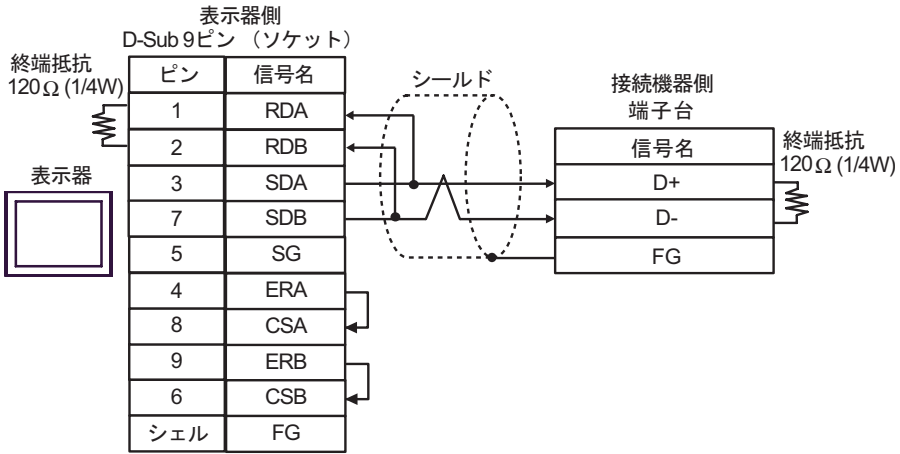 表示器側
D-Sub 9ピン （ソケット）
終端抵抗
120Ω (1/4W)
ピン 信号名
1 RDA
2 RDB
3 SDA
7 SDB
5 SG
4 ERA
8 CSA
9 ERB
6 CSB
シェル FG
表示器
シールド
接続機器側
端子台
信号名
D+
D-
FG
終端抵抗
120Ω (1/4W)